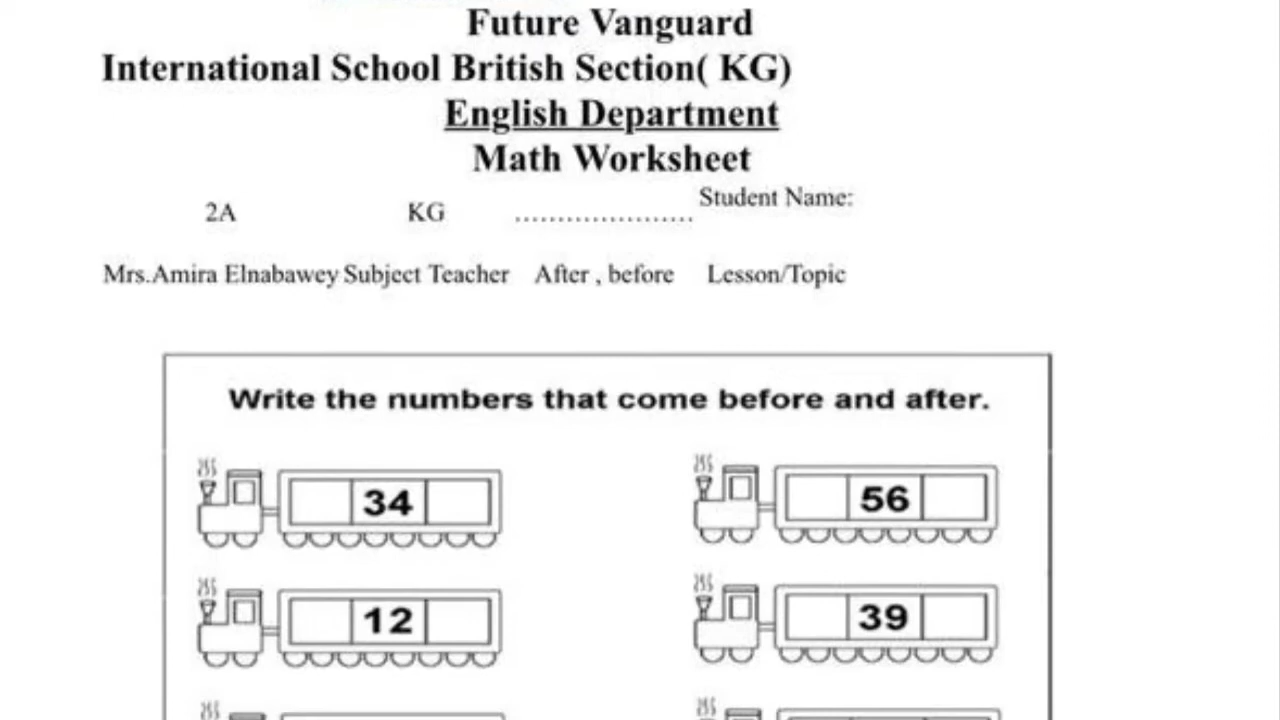 Future Vanguard
International School British Section( KG)
English Department
Math Worksheet
2A KG ..................... Student Name:
Mrs.Amira Elnabawey Subject Teacher After , before Lesson/Topic
Write the numbers that come before and after.
34 56
12 39